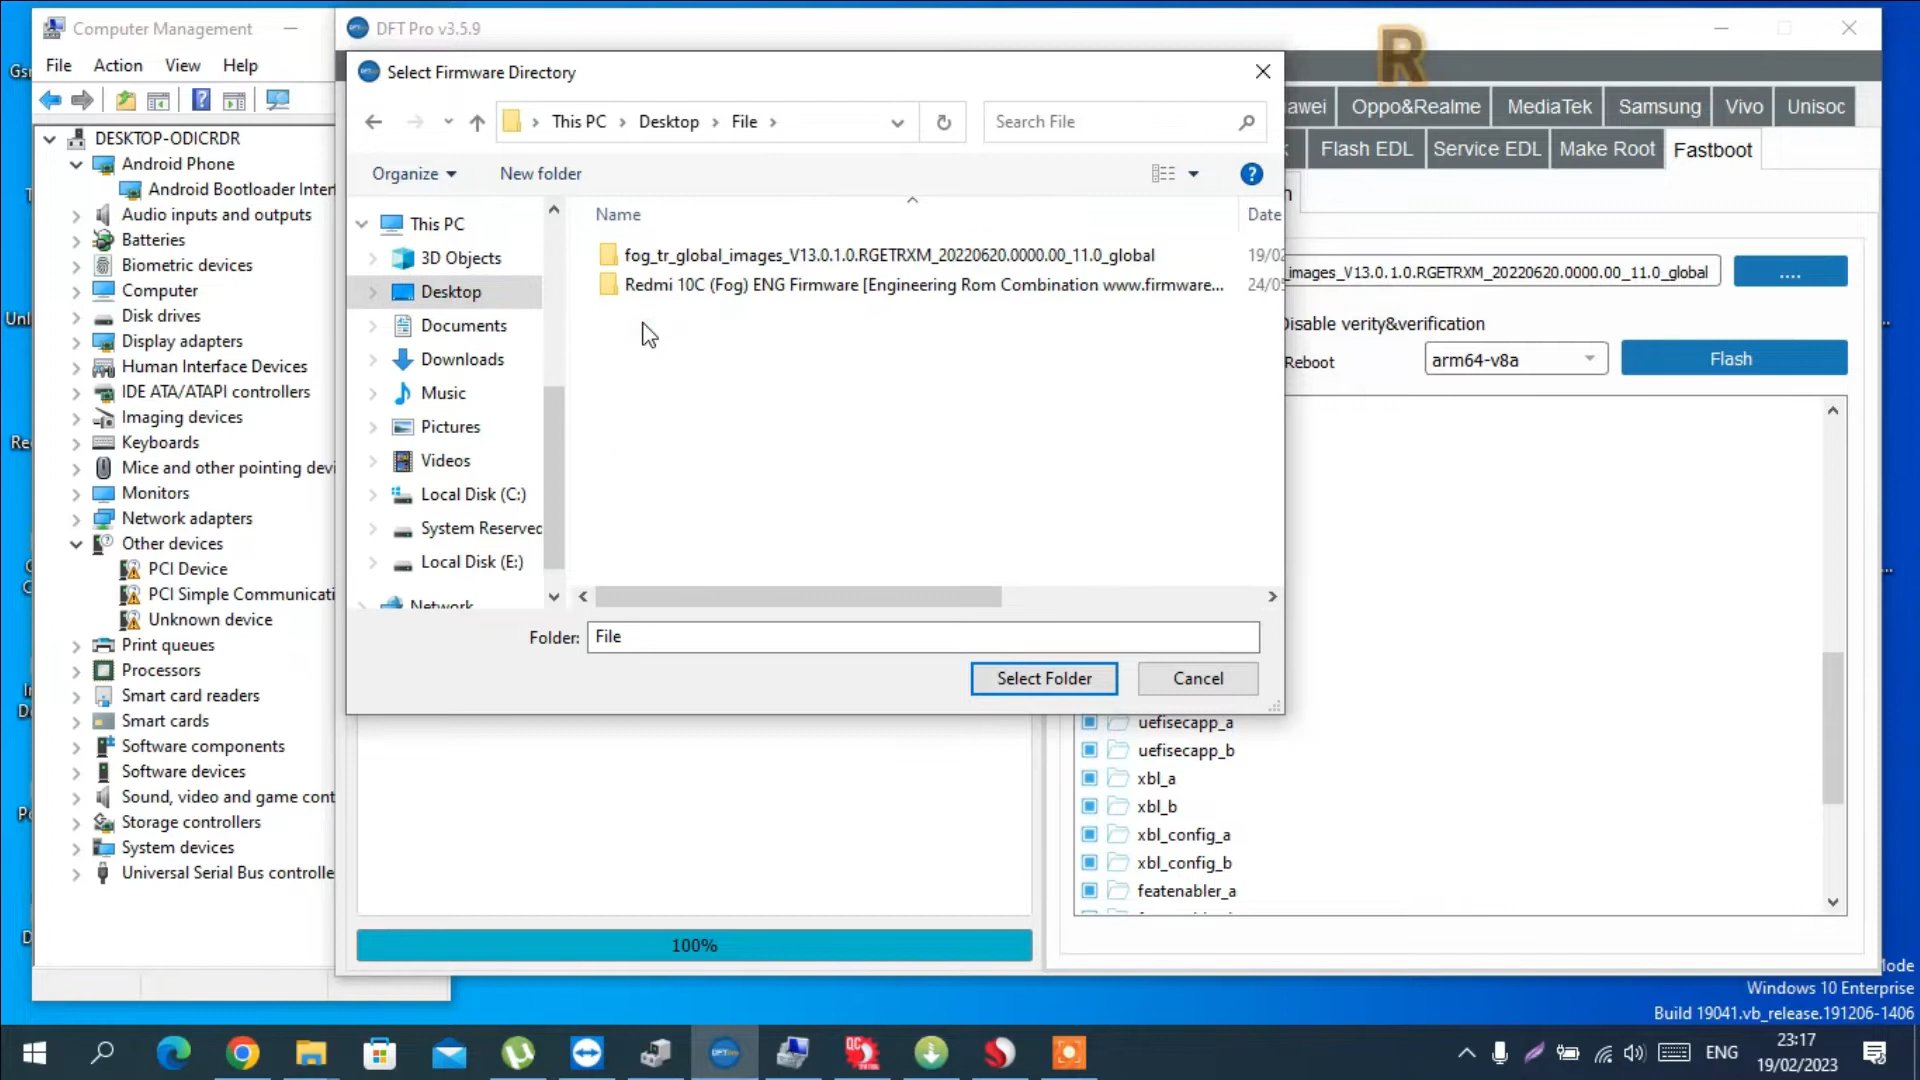 Computer Management
File Action View Help
DESKTOP-ODICRDR
Android Phone
Android Bootloader Inter
Audio inputs and outputs
Batteries
Biometric devices
Computer
Disk drives
Display adapters
Human Interface Devices
IDE ATA/ATAPI controllers
Imaging devices
Keyboards
Mice and other pointing devi
Monitors
Network adapters
Other devices
PCI Device
PCI Simple Communicati
Unknown device
Print queues
Processors
Smart card readers
Smart cards
Software components
Software devices
Sound, video and game cont
Storage controllers
System devices
Universal Serial Bus controlle
DFT Pro v3.5.9
R
Select Firmware Directory
This PC Desktop File
Search File
Organize New folder
This PC
3D Objects
Desktop
Documents
Downloads
Music
Pictures
Videos
Local Disk (C:)
System Reserved
Local Disk (E:)
Network
Name Date
fog_tr_global_images_V13.0.1.0.RGETRXM_20220620.0000.00_11.0_global 19/02
Redmi 10C (Fog) ENG Firmware [Engineering Rom Combination www.firmware... 24/05
Folder: File
Select Folder Cancel
awei Oppo&Realme MediaTek Samsung Vivo Unisoc
Flash EDL Service EDL Make Root Fastboot
images_V13.0.1.0.RGETRXM_20220620.0000.00_11.0_global ....
Disable verity&verification
Reboot arm64-v8a Flash
uefisecapp_a
uefisecapp_b
xbl_a
xbl_b
xbl_config_a
xbl_config_b
featenabler_a
100%
Mode
Windows 10 Enterprise
Build 19041.vb_release.191206-1406
ENG
23:17
19/02/2023